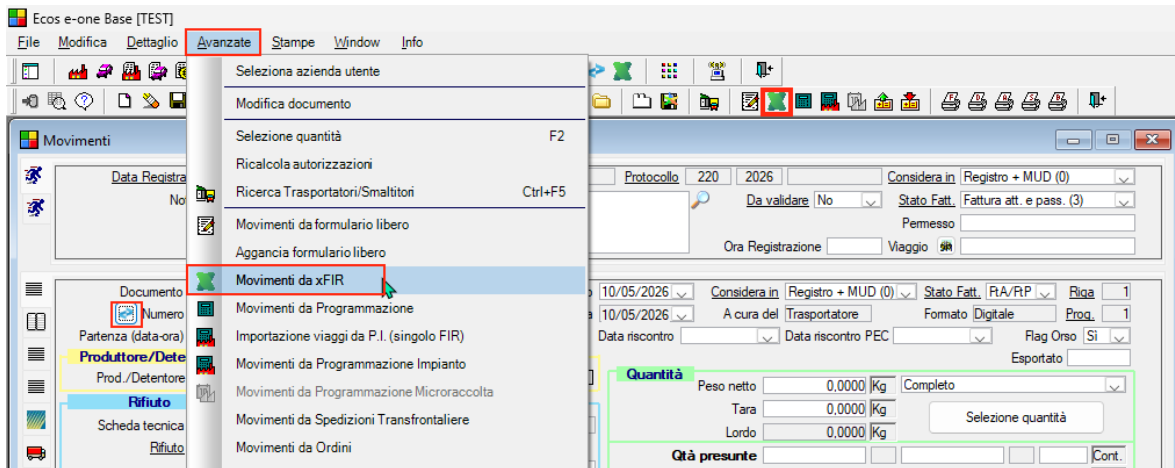 Ecos e-one Base [TEST]
File Modifica Dettaglio Avanzate Stampe Window Info
Seleziona azienda utente
Modifica documento
Selezione quantità F2
Ricalcola autorizzazioni
Ricerca Trasportatori/Smaltitori Ctrl+F5
Movimenti da formulario libero
Aggancia formulario libero
Movimenti da xFIR
Movimenti da Programmazione
Importazione viaggi da P.I. (singolo FIR)
Movimenti da Programmazione Impianto
Movimenti da Programmazione Microraccolta
Movimenti da Spedizioni Transfrontaliere
Movimenti da Ordini
Movimenti
Data Registra Protocollo 220 2026 Considera in Registro + MUD (0)
No Da validare No Stato Fatt. Fattura att. e pass. (3)
Permesso
Ora Registrazione Viaggio
Documento 10/05/2026 Considera in Registro + MUD (0) Stato Fatt. FtA/FtP Riga 1
Numero 10/05/2026 A cura del Trasportatore Formato Digitale Prog. 1
Partenza (data-ora) Data riscontro Data riscontro PEC Flag Orso Sì
Produttore/Dete Esportato
Prod./Detentore Quantità
Peso netto 0,0000 Kg Completo
Rifiuto Tara 0,0000 Kg Selezione quantità
Scheda tecnica Lordo 0,0000 Kg
Rifiuto Qtà presunte Cont.